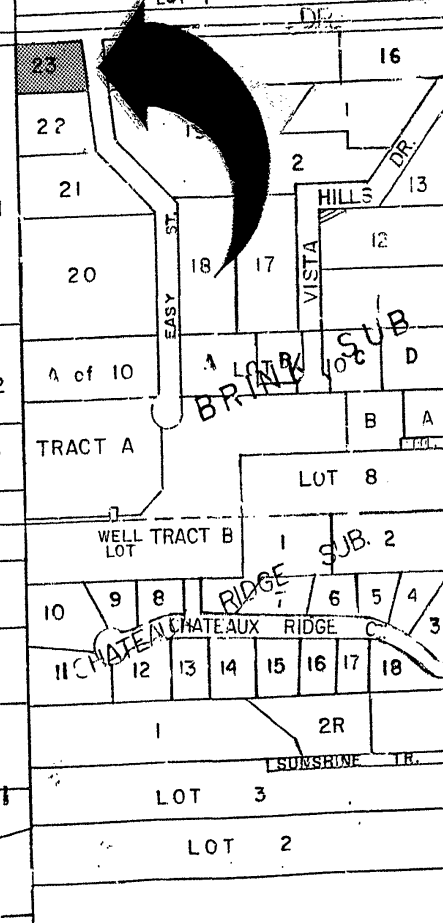 DR.
23
16
22
1
2
DR.
21
HILLS
13
ST.
12
20
18
17
VISTA
EASY
BRINK SUB
A of 10
A
LOT B
10 C
D
B
A
TRACT A
LOT 8
WELL LOT
TRACT B
1
SUB. 2
RIDGE
10
9
8
7
6
5
4
3
CHATEAUX RIDGE
CHATEAU
11
12
13
14
15
16
17
18
1
2R
SUNSHINE TR.
LOT 3
LOT 2